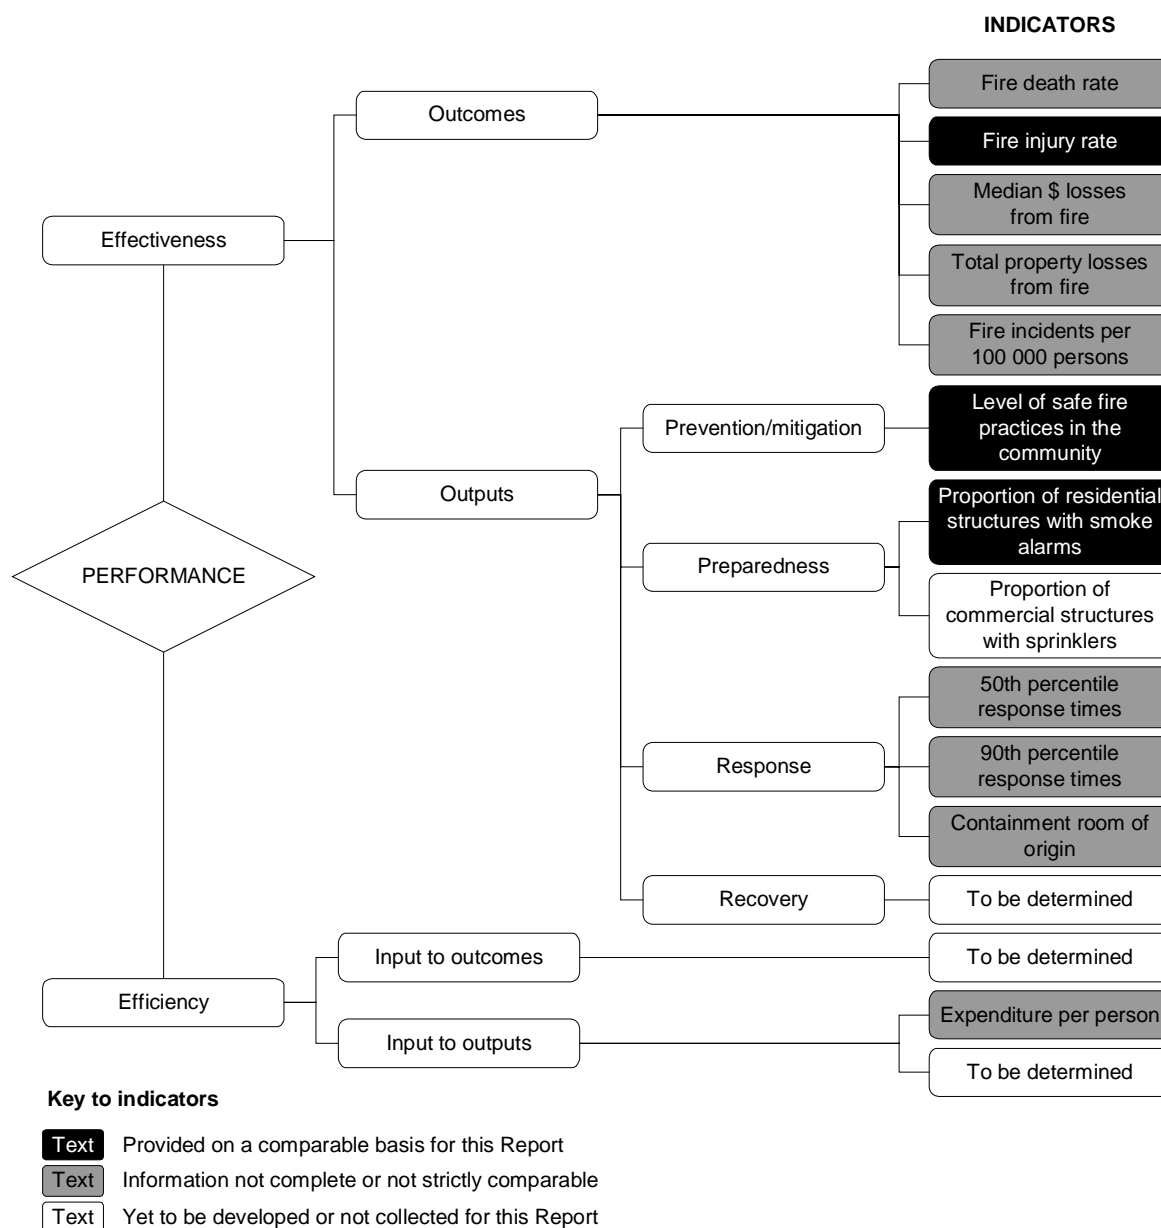 INDICATORS
Fire death rate
Outcomes
Fire injury rate
Median $ losses
from fire
Effectiveness
Total property losses
from fire
Fire incidents per
100 000 persons
Level of safe fire
practices in the
community
Prevention/mitigation
Outputs
Proportion of residential
structures with smoke
alarms
Preparedness
PERFORMANCE
Proportion of
commercial structures
with sprinklers
50th percentile
response times
Response
90th percentile
response times
Containment room of
origin
Recovery
To be determined
Input to outcomes
To be determined
Efficiency
Expenditure per person
Input to outputs
To be determined
Key to indicators
Text Provided on a comparable basis for this Report
Text Information not complete or not strictly comparable
Text Yet to be developed or not collected for this Report